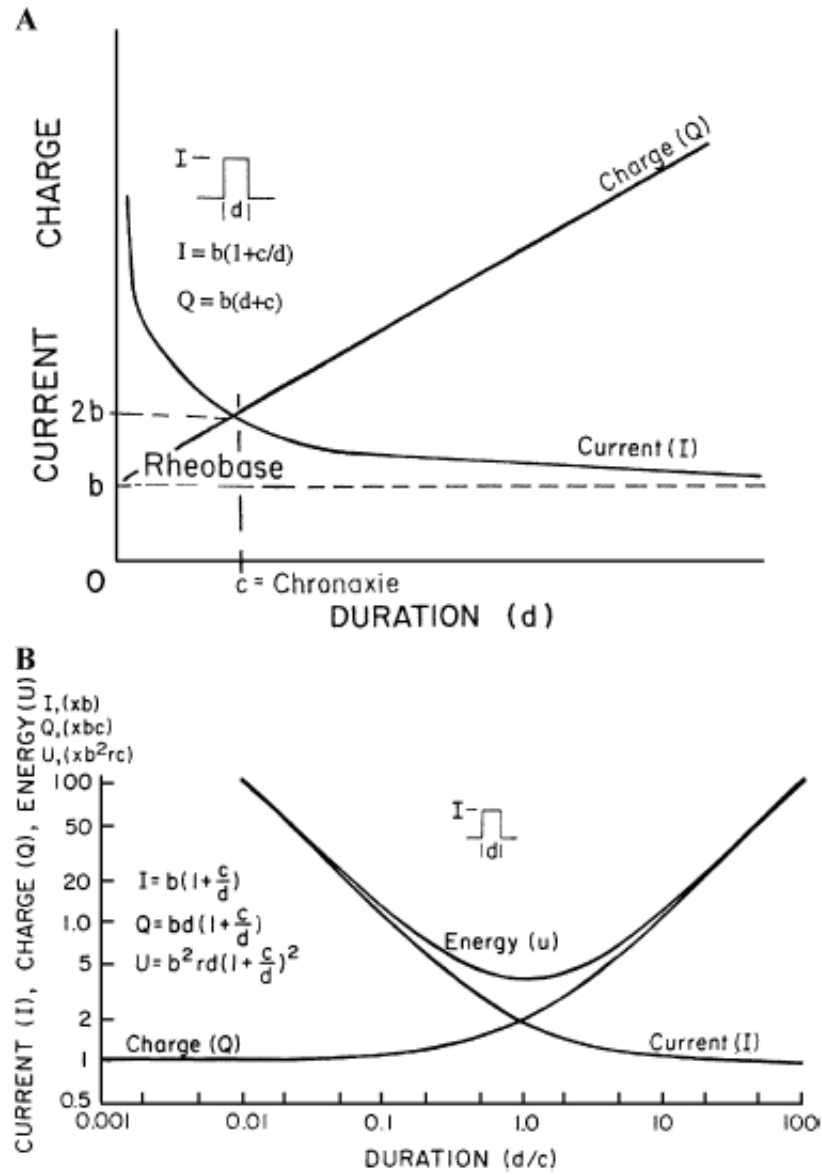 A
CHARGE
CURRENT
I
d
I = b(1+c/d)
Q = b(d+c)
Charge (Q)
2b
Rheobase
Current (I)
b
0
c = Chronaxie
DURATION (d)
B
CURRENT (I), CHARGE (Q), ENERGY (U)
I,(xb)
Q,(xbc)
U,(xb²rc)
100
50
20
1.0
5
2
1
0.5
I
|d|
I = b(1+c/d)
Q = bd(1+c/d)
U = b²rd(1+c/d)²
Energy (u)
Charge (Q)
Current (I)
0.001
0.01
0.1
1.0
10
100
DURATION (d/c)